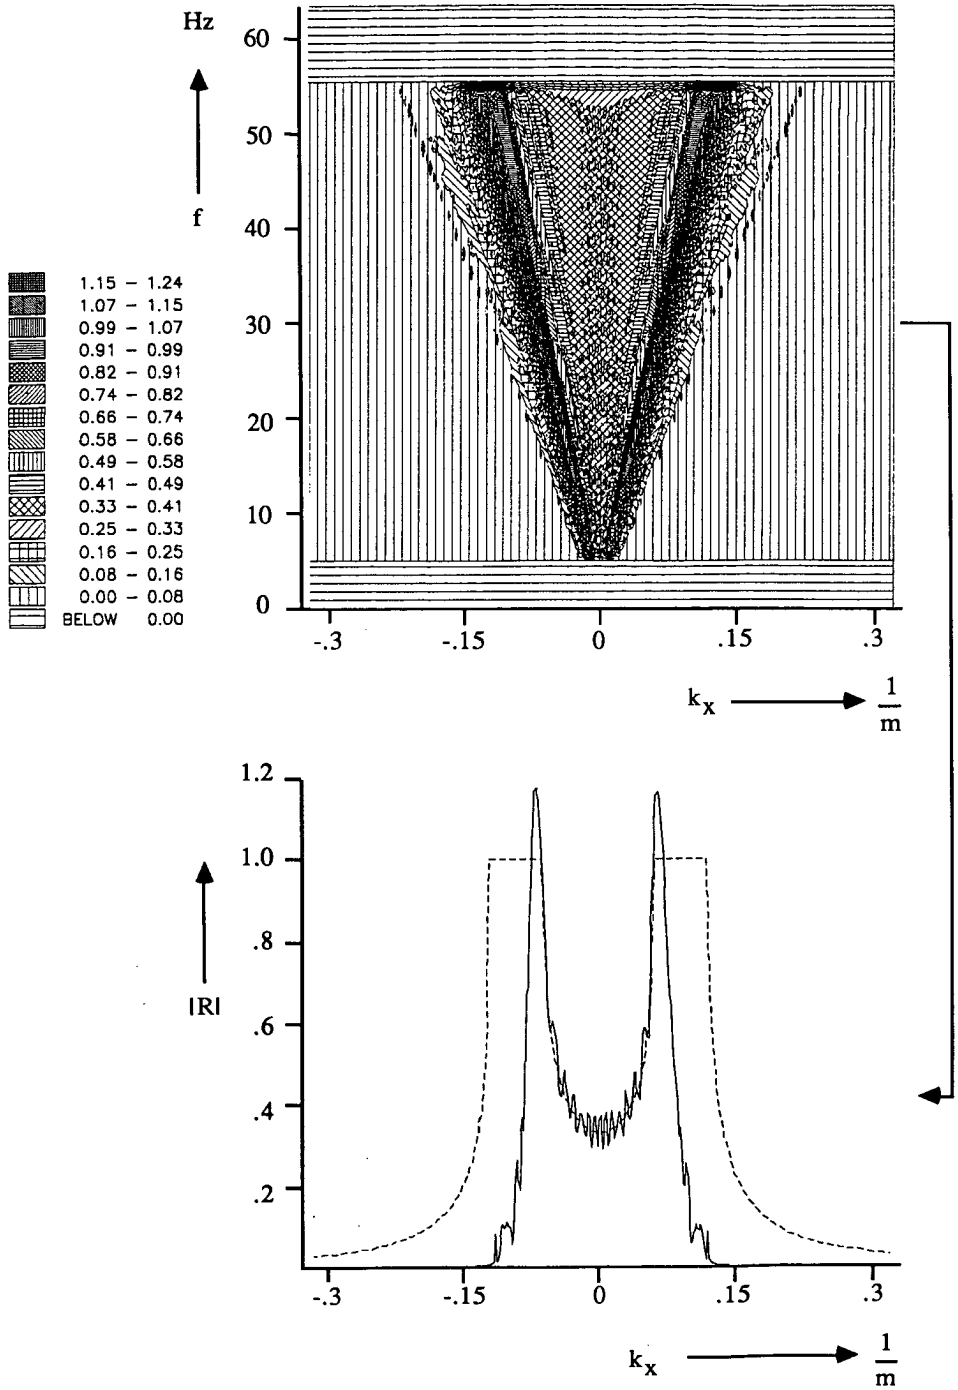 Hz
60
50
f
40
30
20
10
0
1.15 - 1.24
1.07 - 1.15
0.99 - 1.07
0.91 - 0.99
0.82 - 0.91
0.74 - 0.82
0.66 - 0.74
0.58 - 0.66
0.49 - 0.58
0.41 - 0.49
0.33 - 0.41
0.25 - 0.33
0.16 - 0.25
0.08 - 0.16
0.00 - 0.08
BELOW 0.00
-.3 -.15 0 .15 .3
kx 1/m
1.2
1.0
.8
|R|
.6
.4
.2
-.3 -.15 0 .15 .3
kx 1/m